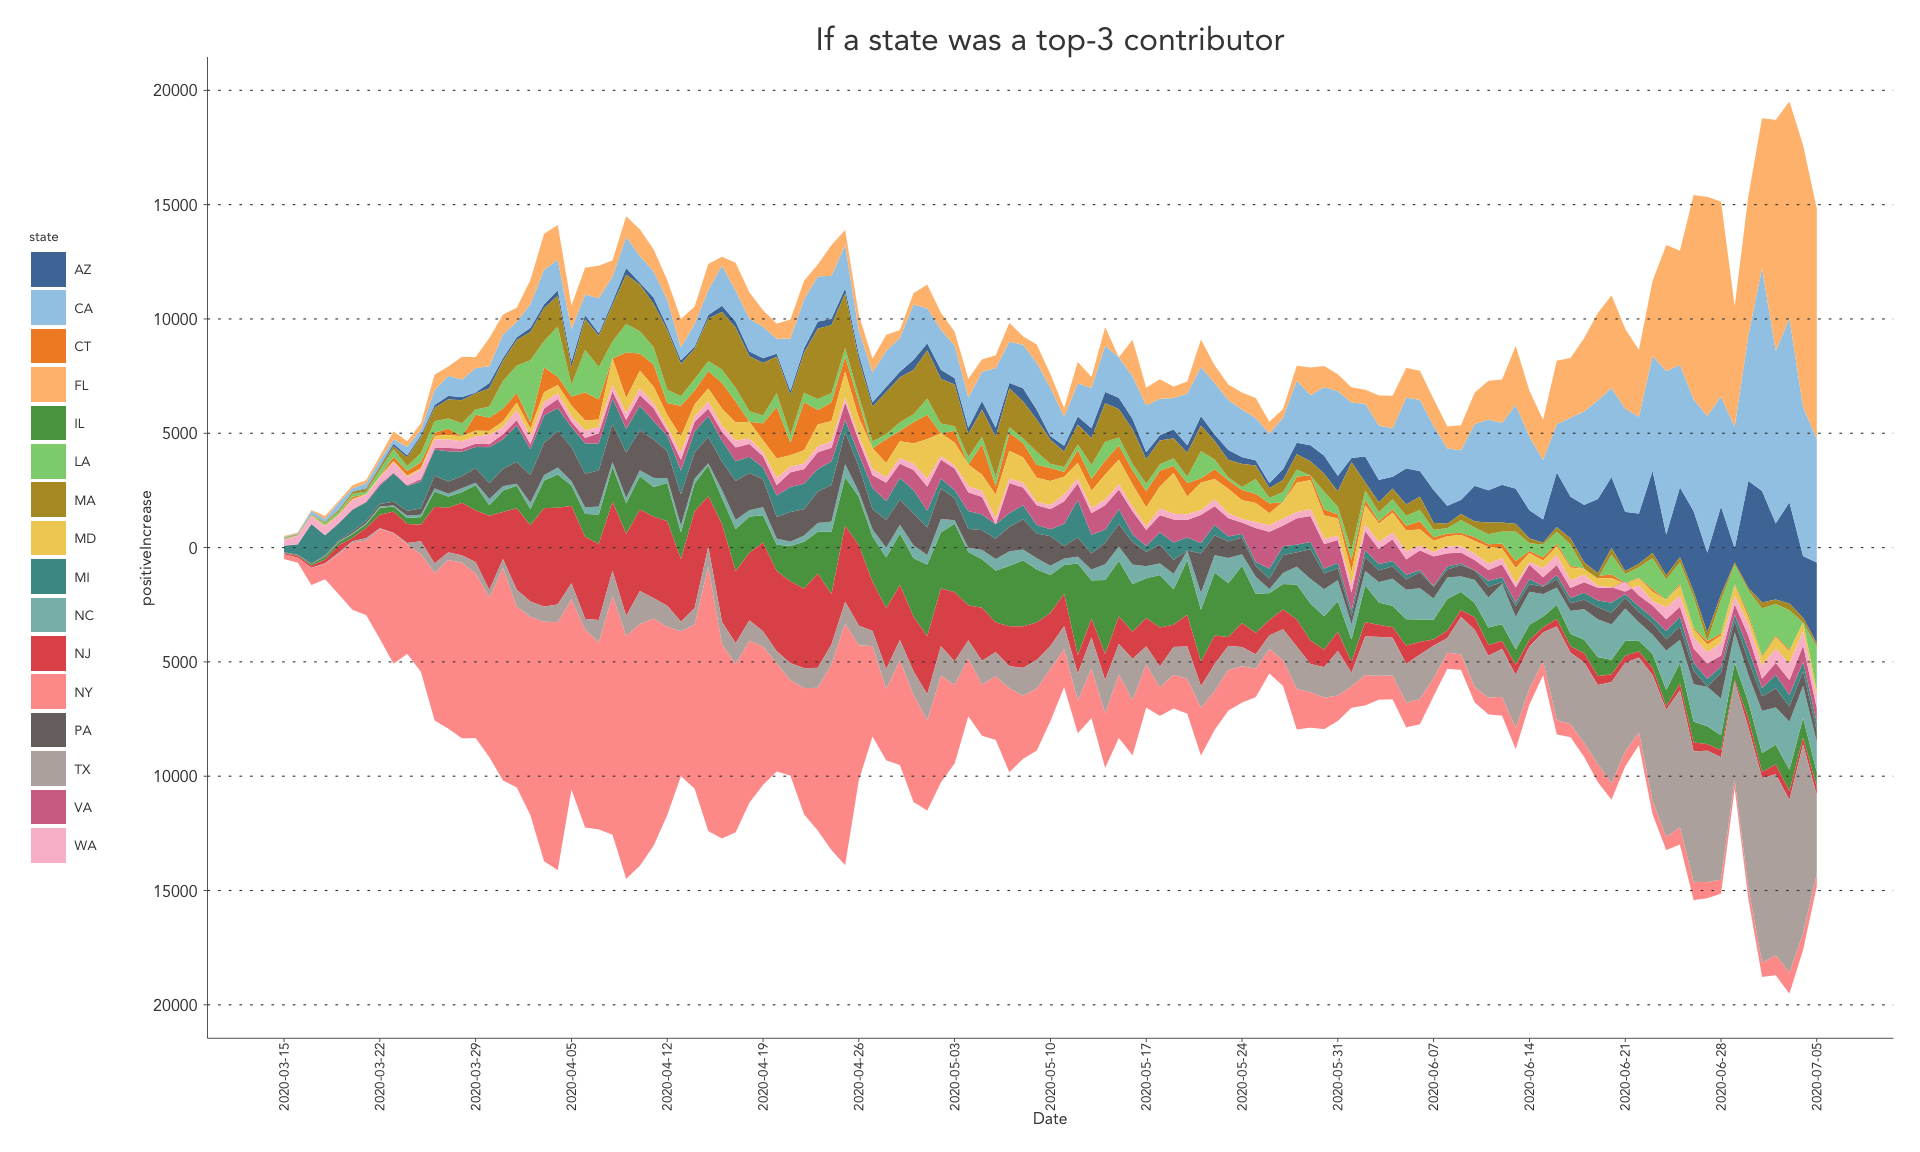 If a state was a top-3 contributor
state
AZ
CA
CT
FL
IL
LA
MA
MD
MI
NC
NJ
NY
PA
TX
VA
WA
positiveIncrease
20000
15000
10000
5000
0
5000
10000
15000
20000
2020-03-15
2020-03-22
2020-03-29
2020-04-05
2020-04-12
2020-04-19
2020-04-26
2020-05-03
2020-05-10
2020-05-17
2020-05-24
2020-05-31
2020-06-07
2020-06-14
2020-06-21
2020-06-28
2020-07-05
Date